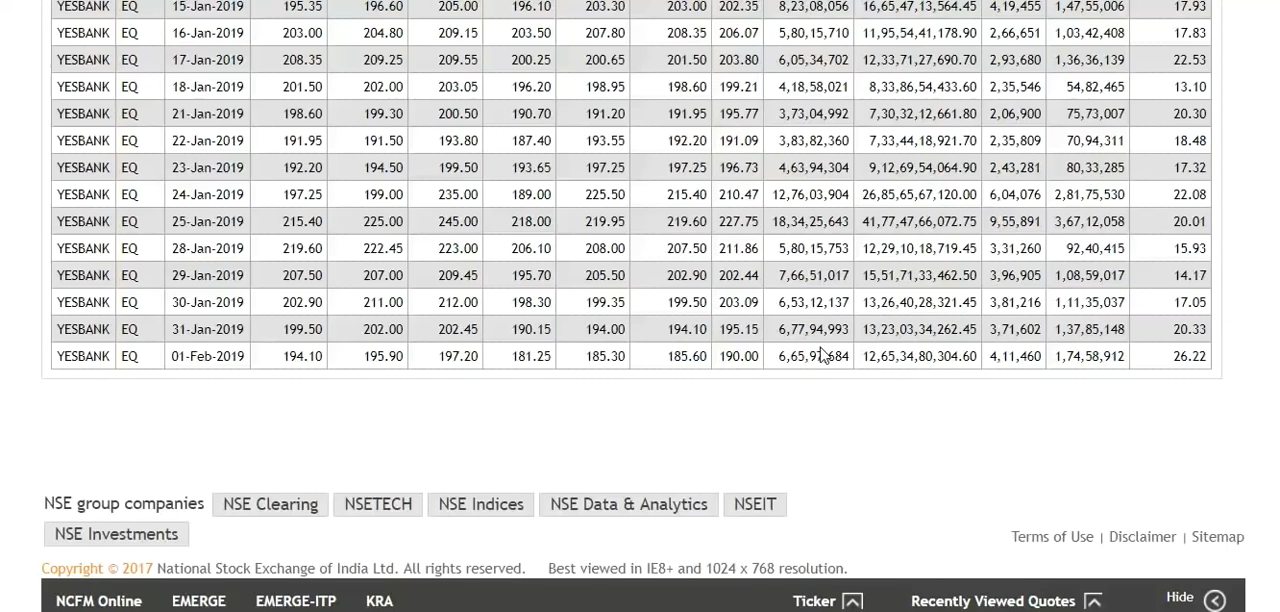 YESBANK EQ 15-Jan-2019 195.35 196.60 205.00 196.10 203.30 203.00 202.35 8,23,08,056 16,65,47,13,564.45 4,19,455 1,47,55,006 17.93
YESBANK EQ 16-Jan-2019 203.00 204.80 209.15 203.50 207.80 208.35 206.07 5,80,15,710 11,95,54,41,178.90 2,66,651 1,03,42,408 17.83
YESBANK EQ 17-Jan-2019 208.35 209.25 209.55 200.25 200.65 201.50 203.80 6,05,34,702 12,33,71,27,690.70 2,93,680 1,36,36,139 22.53
YESBANK EQ 18-Jan-2019 201.50 202.00 203.05 196.20 198.95 198.60 199.21 4,18,58,021 8,33,86,54,433.60 2,35,546 54,82,465 13.10
YESBANK EQ 21-Jan-2019 198.60 199.30 200.50 190.70 191.20 191.95 195.77 3,73,04,992 7,30,32,12,661.80 2,06,900 75,73,007 20.30
YESBANK EQ 22-Jan-2019 191.95 191.50 193.80 187.40 193.55 192.20 191.09 3,83,82,360 7,33,44,18,921.70 2,35,809 70,94,311 18.48
YESBANK EQ 23-Jan-2019 192.20 194.50 199.50 193.65 197.25 197.25 196.73 4,63,94,304 9,12,69,54,064.90 2,43,281 80,33,285 17.32
YESBANK EQ 24-Jan-2019 197.25 199.00 235.00 189.00 225.50 215.40 210.47 12,76,03,904 26,85,65,67,120.00 6,04,076 2,81,75,530 22.08
YESBANK EQ 25-Jan-2019 215.40 225.00 245.00 218.00 219.95 219.60 227.75 18,34,25,643 41,77,47,66,072.75 9,55,891 3,67,12,058 20.01
YESBANK EQ 28-Jan-2019 219.60 222.45 223.00 206.10 208.00 207.50 211.86 5,80,15,753 12,29,10,18,719.45 3,31,260 92,40,415 15.93
YESBANK EQ 29-Jan-2019 207.50 207.00 209.45 195.70 205.50 202.90 202.44 7,66,51,017 15,51,71,33,462.50 3,96,905 1,08,59,017 14.17
YESBANK EQ 30-Jan-2019 202.90 211.00 212.00 198.30 199.35 199.50 203.09 6,53,12,137 13,26,40,28,321.45 3,81,216 1,11,35,037 17.05
YESBANK EQ 31-Jan-2019 199.50 202.00 202.45 190.15 194.00 194.10 195.15 6,77,94,993 13,23,03,34,262.45 3,71,602 1,37,85,148 20.33
YESBANK EQ 01-Feb-2019 194.10 195.90 197.20 181.25 185.30 185.60 190.00 12,65,34,80,304.60 4,11,460 1,74,58,912 26.22
NSE group companies NSE Clearing NSETECH NSE Indices NSE Data & Analytics NSEIT
NSE Investments
Terms of Use | Disclaimer | Sitemap
Copyright © 2017 National Stock Exchange of India Ltd. All rights reserved. Best viewed in IE8+ and 1024 x 768 resolution.
NCFM Online EMERGE EMERGE-ITP KRA Ticker Recently Viewed Quotes Hide